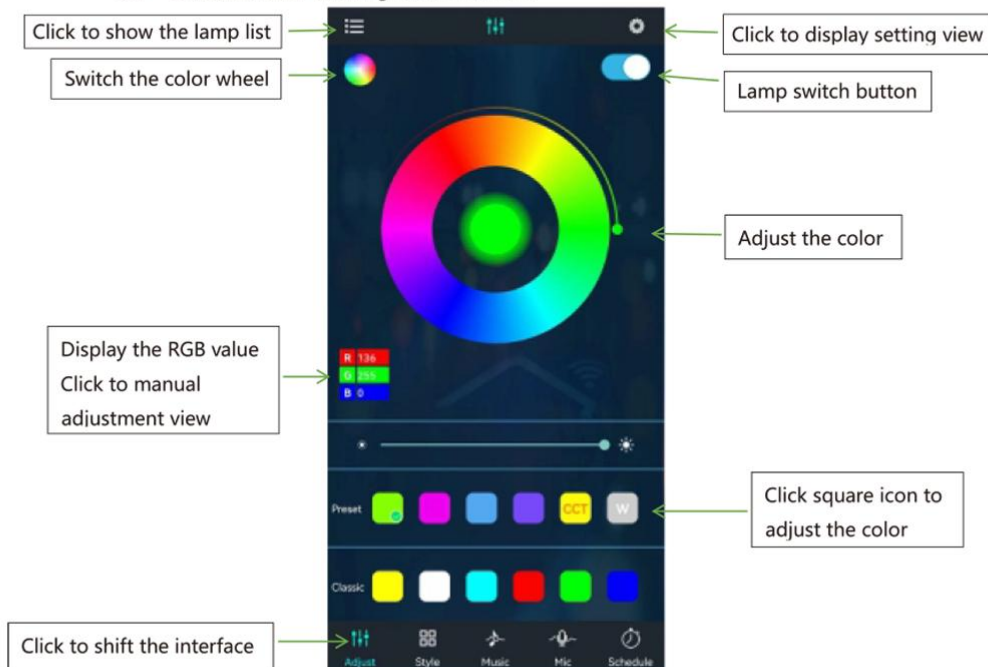 Click to show the lamp list
Click to display setting view
Switch the color wheel
Lamp switch button
Adjust the color
Display the RGB value
Click to manual
adjustment view
R 136
G 255
B 0
Click square icon to
adjust the color
Preset
CCT
W
Classic
Click to shift the interface
Adjust
Style
Music
Mic
Schedule